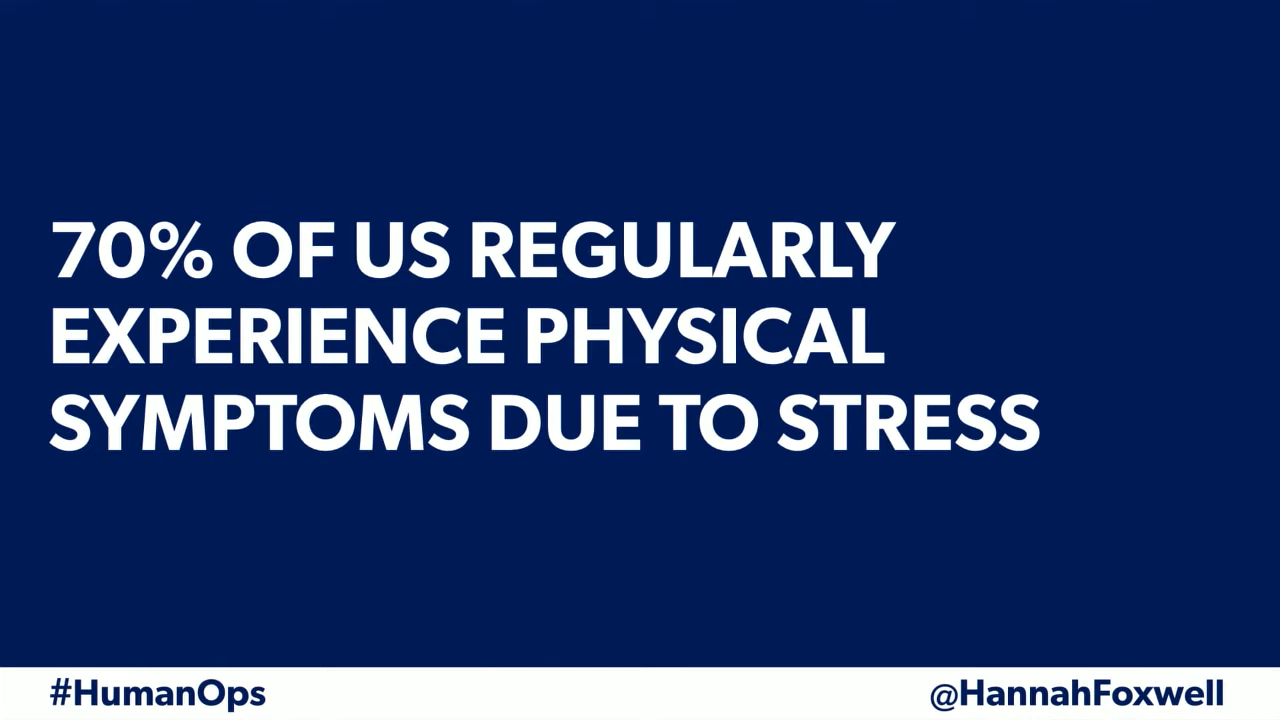 70% OF US REGULARLY
EXPERIENCE PHYSICAL
SYMPTOMS DUE TO STRESS
#HumanOps
@HannahFoxwell